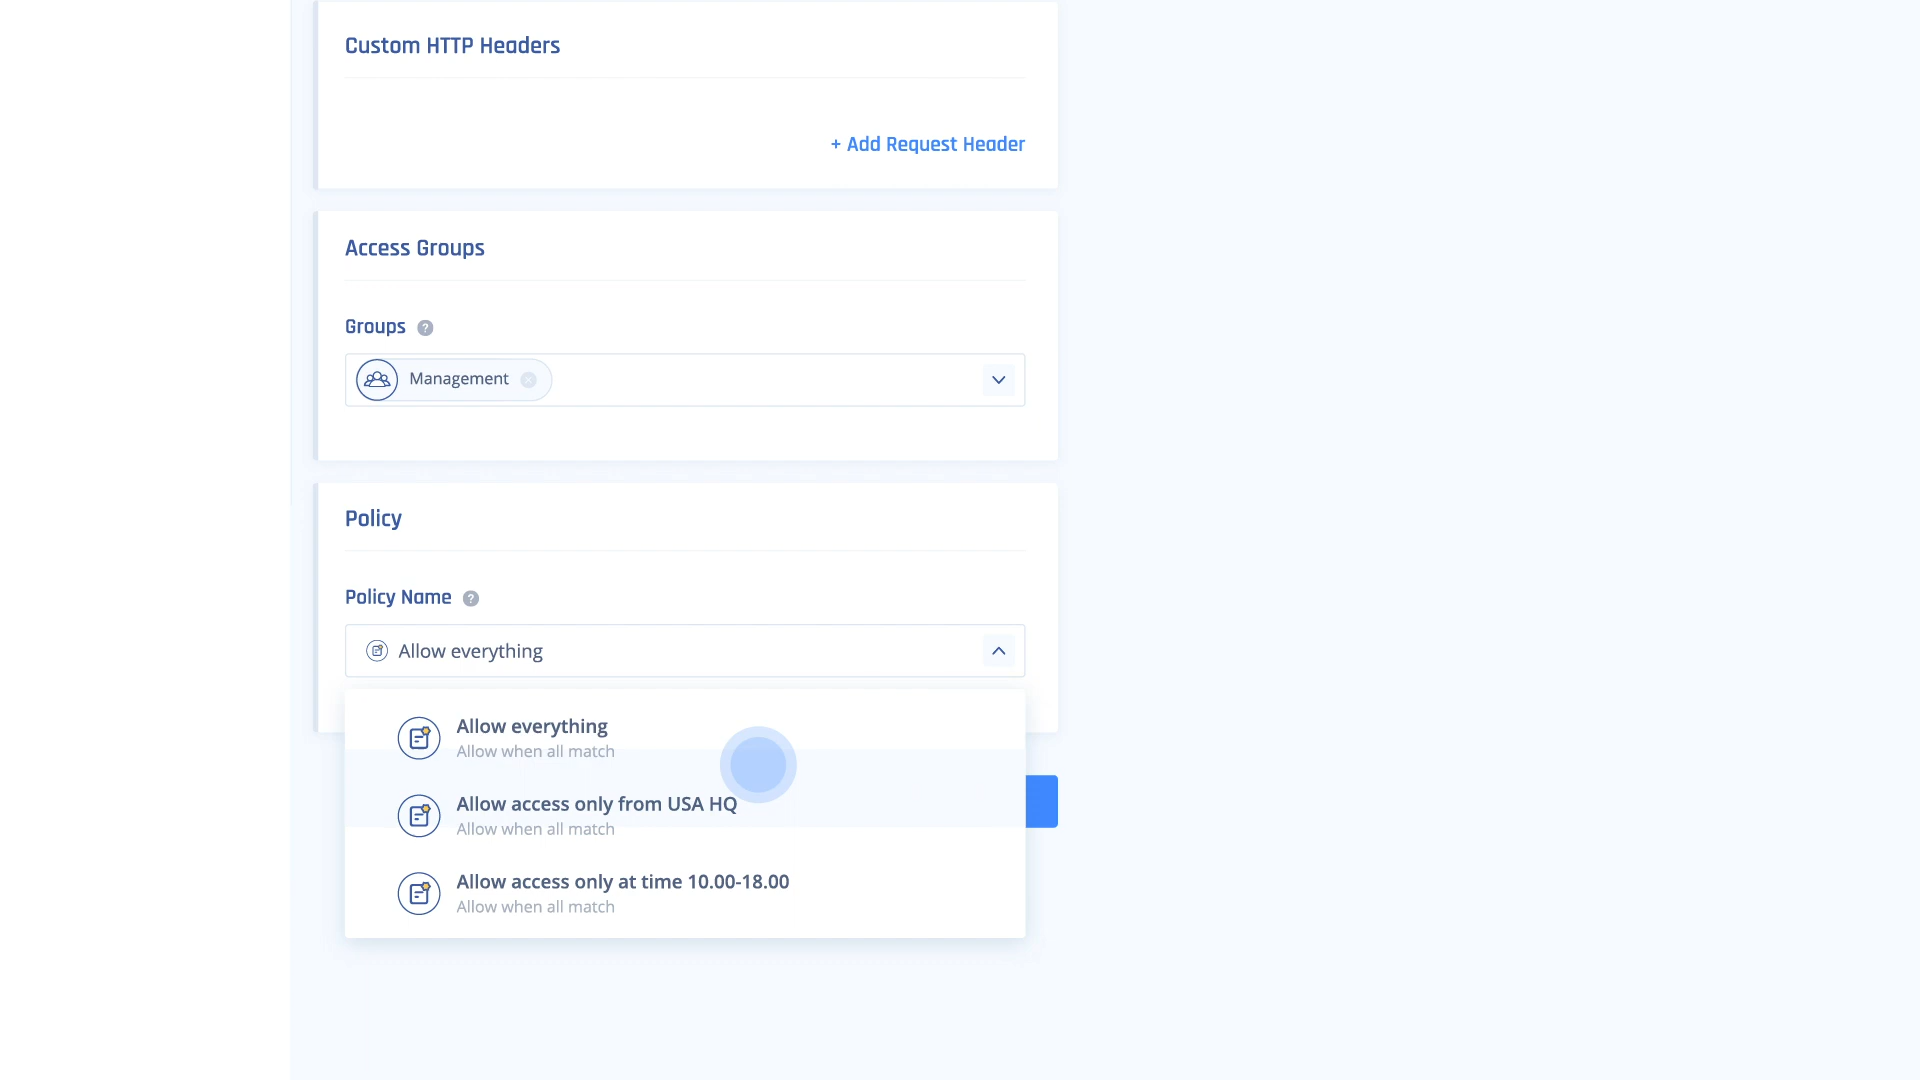 Custom HTTP Headers
+ Add Request Header
Access Groups
Groups ?
Management
Policy
Policy Name ?
Allow everything
Allow everything
Allow when all match
Allow access only from USA HQ
Allow when all match
Allow access only at time 10.00-18.00
Allow when all match